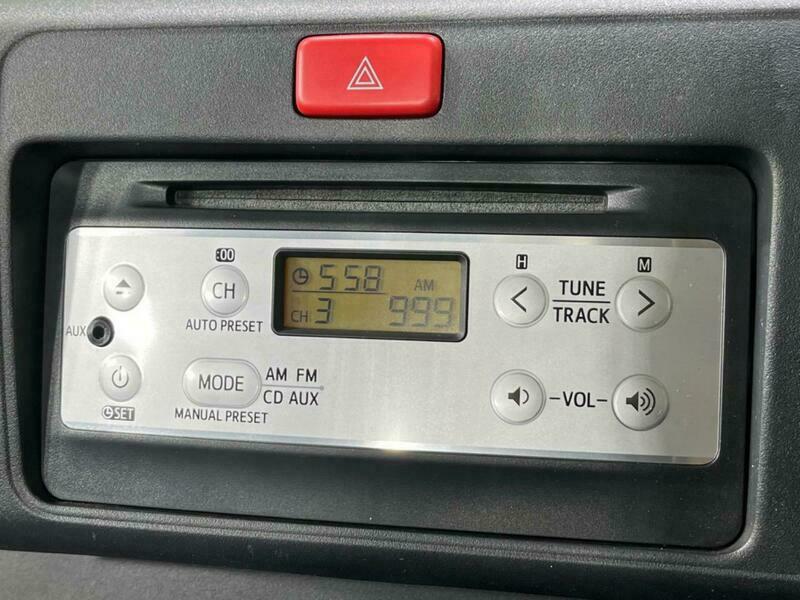 :00
H
M
CH
AUTO PRESET
558
AM
CH 3
999
TUNE
TRACK
AUX
MODE
AM FM
CD AUX
MANUAL PRESET
SET
-VOL-